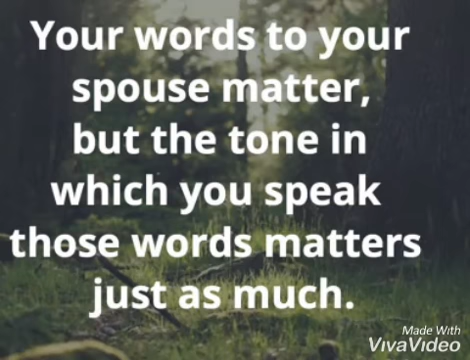 Your words to your
spouse matter,
but the tone in
which you speak
those words matters
just as much.
Made With
VivaVideo